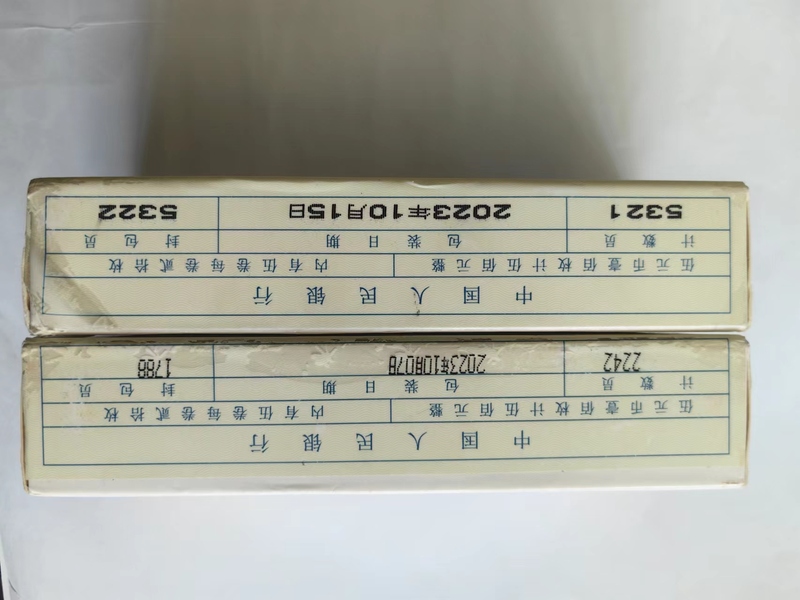 中国人民银行
伍元币壹佰枚计伍佰元整 内有伍卷每卷贰拾枚
计数员 包装日期 封包员
2242 2023年10月07日 1788
中国人民银行
伍元币壹佰枚计伍佰元整 内有伍卷每卷贰拾枚
计数员 包装日期 封包员
5321 2023年10月15日 5322